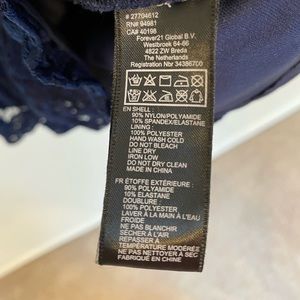 # 27704612
RN# 94981
CA# 40198
Forever21 Global B.V.
Westbroek 64-66
4822 ZW Breda
The Netherlands
Registration Nbr 34386700
EN SHELL :
90% NYLON/POLYAMIDE
10% SPANDEX/ELASTANE
LINING :
100% POLYESTER
HAND WASH COLD
DO NOT BLEACH
LINE DRY
IRON LOW
DO NOT DRY CLEAN
MADE IN CHINA
FR ÉTOFFE EXTÉRIEURE :
90% POLYAMIDE
10% ELASTANE
DOUBLURE :
100% POLYESTER
LAVER À LA MAIN À L'EAU
FROIDE
NE PAS BLANCHIR
SÉCHER À L'AIR
REPASSER À
TEMPÉRATURE MODÉRÉE
NE PAS NETTOYER À SEC
FABRIQUÉ EN CHINE